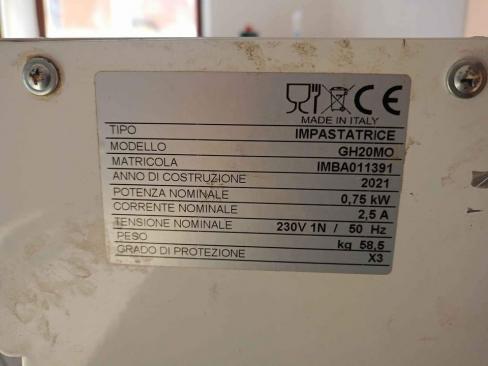 CE
MADE IN ITALY
TIPO IMPASTATRICE
MODELLO GH20MO
MATRICOLA IMBA011391
ANNO DI COSTRUZIONE 2021
POTENZA NOMINALE 0,75 kW
CORRENTE NOMINALE 2,5 A
TENSIONE NOMINALE 230V 1N / 50 Hz
PESO kg 58,5
GRADO DI PROTEZIONE X3